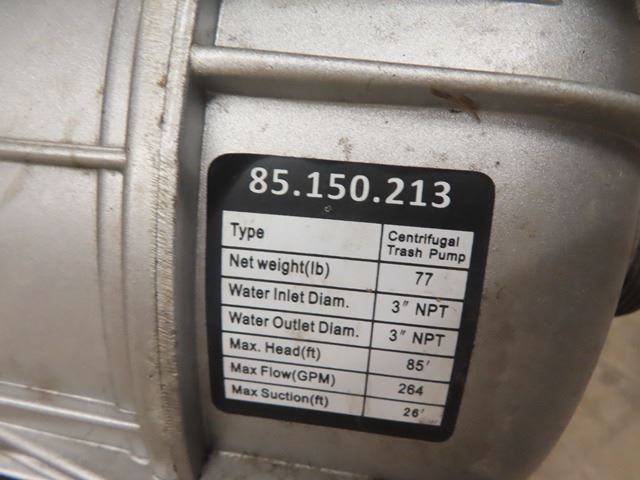 85.150.213
Type Centrifugal Trash Pump
Net weight(lb) 77
Water Inlet Diam. 3" NPT
Water Outlet Diam. 3" NPT
Max. Head(ft) 85'
Max Flow(GPM) 264
Max Suction(ft) 26'